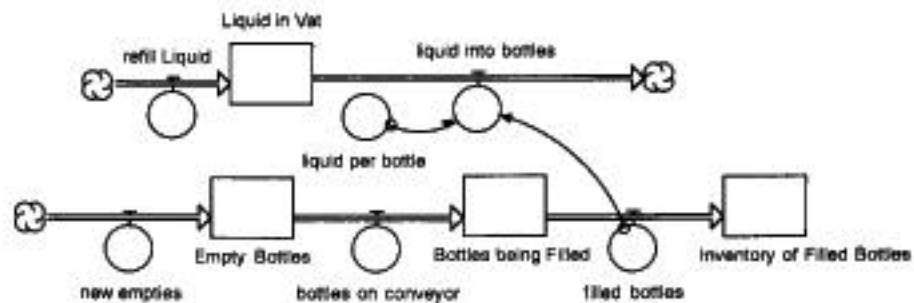 Liquid in Vat
refill Liquid
liquid into bottles
liquid per bottle
Empty Bottles
Bottles being Filled
Inventory of Filled Bottles
new empties
bottles on conveyor
filled bottles